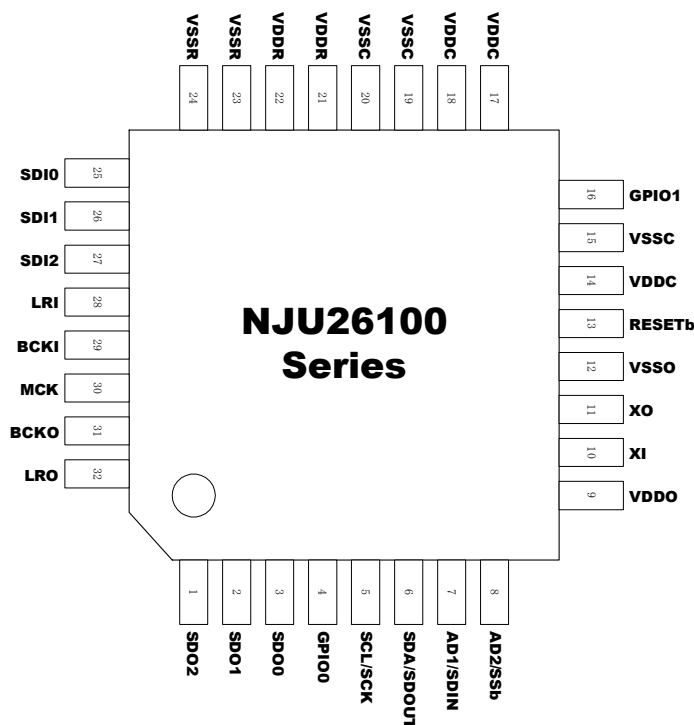 VSSR
VSSR
VDDR
VDDR
VSSC
VSSC
VDDC
VDDC
24
23
22
21
20
19
18
17
SDI0
25
SDI1
26
SDI2
27
LRI
28
BCKI
29
MCK
30
BCKO
31
LRO
32
NJU26100
Series
16
GPIO1
15
VSSC
14
VDDC
13
RESETb
12
VSSO
11
XO
10
XI
9
VDDO
1
2
3
4
5
6
7
8
SDO2
SDO1
SDO0
GPIO0
SCL/SCK
SDA/SDOUT
AD1/SDIN
AD2/SSb